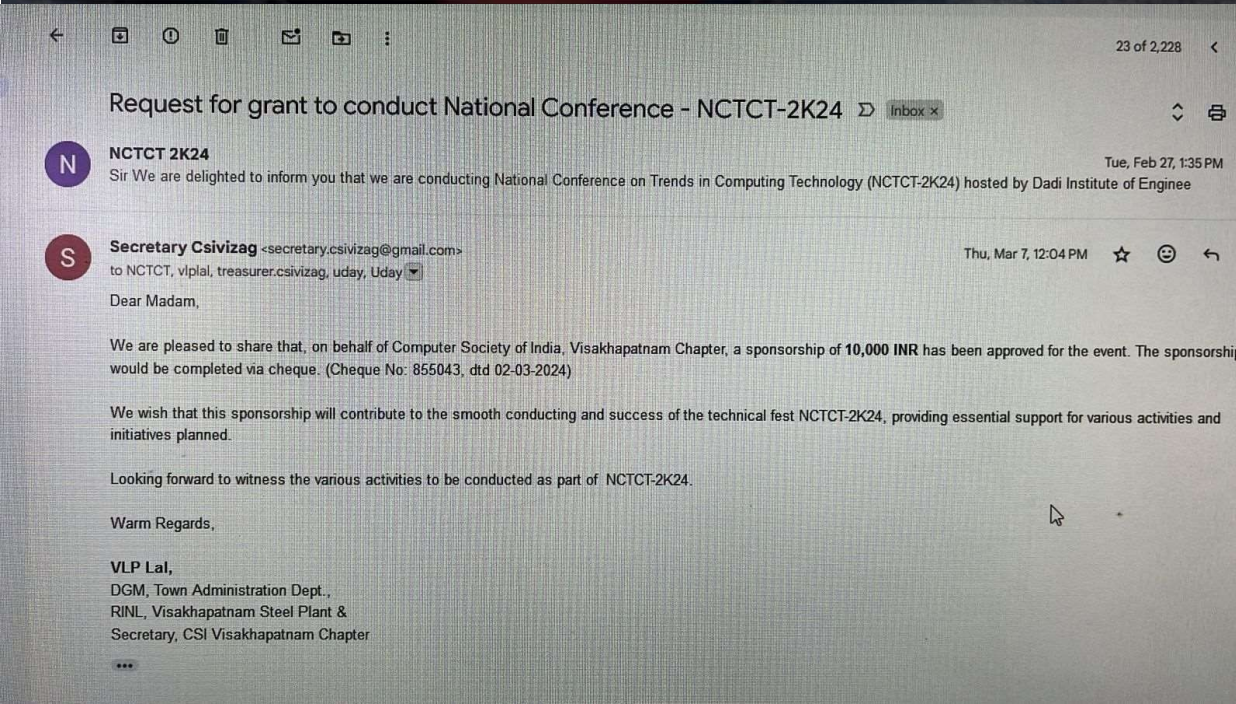 23 of 2,228
Request for grant to conduct National Conference - NCTCT-2K24 Inbox ×
N
NCTCT 2K24
Tue, Feb 27, 1:35 PM
Sir We are delighted to inform you that we are conducting National Conference on Trends in Computing Technology (NCTCT-2K24) hosted by Dadi Institute of Enginee
S
Secretary Csivizag <secretary.csivizag@gmail.com>
Thu, Mar 7, 12:04 PM
to NCTCT, vlplal, treasurer.csivizag, uday, Uday
Dear Madam,
We are pleased to share that, on behalf of Computer Society of India, Visakhapatnam Chapter, a sponsorship of 10,000 INR has been approved for the event. The sponsorship
would be completed via cheque. (Cheque No: 855043, dtd 02-03-2024)
We wish that this sponsorship will contribute to the smooth conducting and success of the technical fest NCTCT-2K24, providing essential support for various activities and
initiatives planned.
Looking forward to witness the various activities to be conducted as part of NCTCT-2K24.
Warm Regards,
VLP Lal,
DGM, Town Administration Dept.,
RINL, Visakhapatnam Steel Plant &
Secretary, CSI Visakhapatnam Chapter